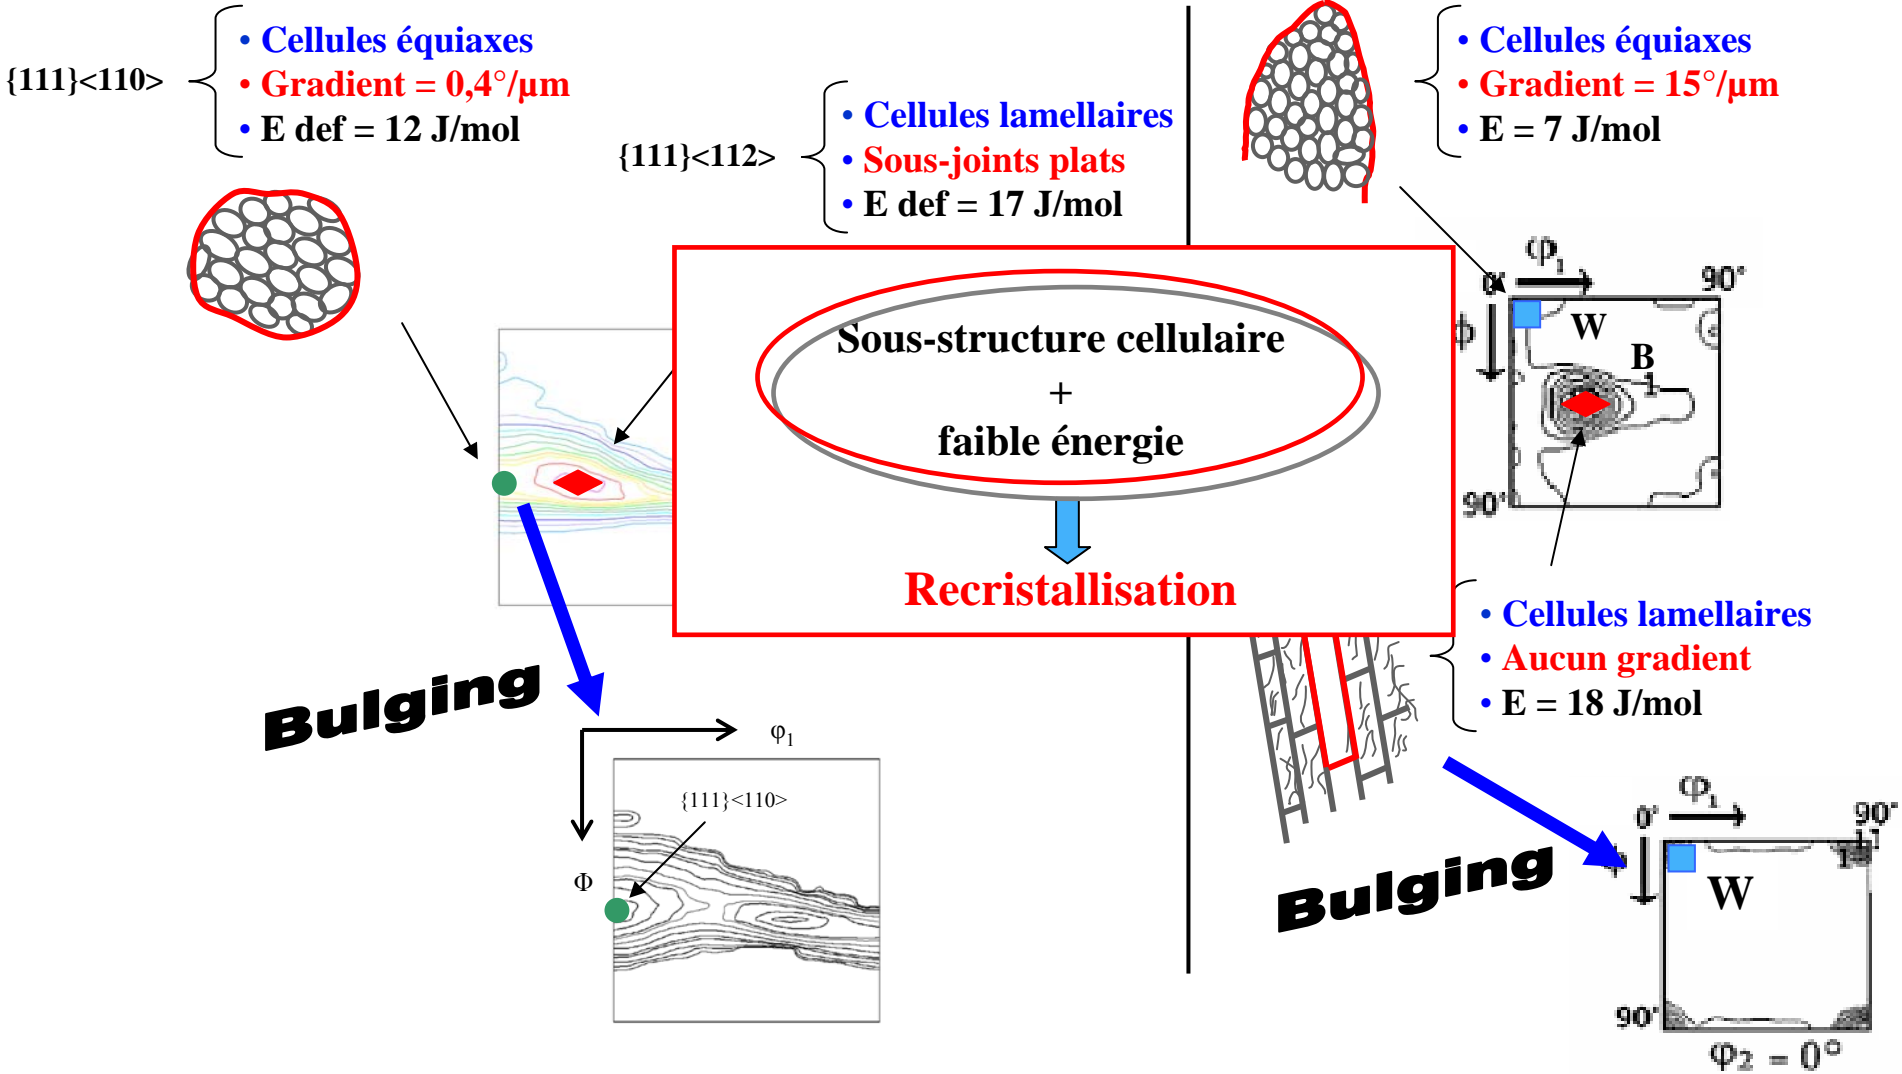 {111}<110>
• Cellules équiaxes
• Gradient = 0,4°/µm
• E def = 12 J/mol
{111}<112>
• Cellules lamellaires
• Sous-joints plats
• E def = 17 J/mol
• Cellules équiaxes
• Gradient = 15°/µm
• E = 7 J/mol
Sous-structure cellulaire
+
faible énergie
Recristallisation
φ1
90°
ϕ
W
B
1
90°
• Cellules lamellaires
• Aucun gradient
• E = 18 J/mol
Bulging
φ1
{111}<110>
Φ
Bulging
φ1
0°
90°
1
W
90°
φ2 = 0°